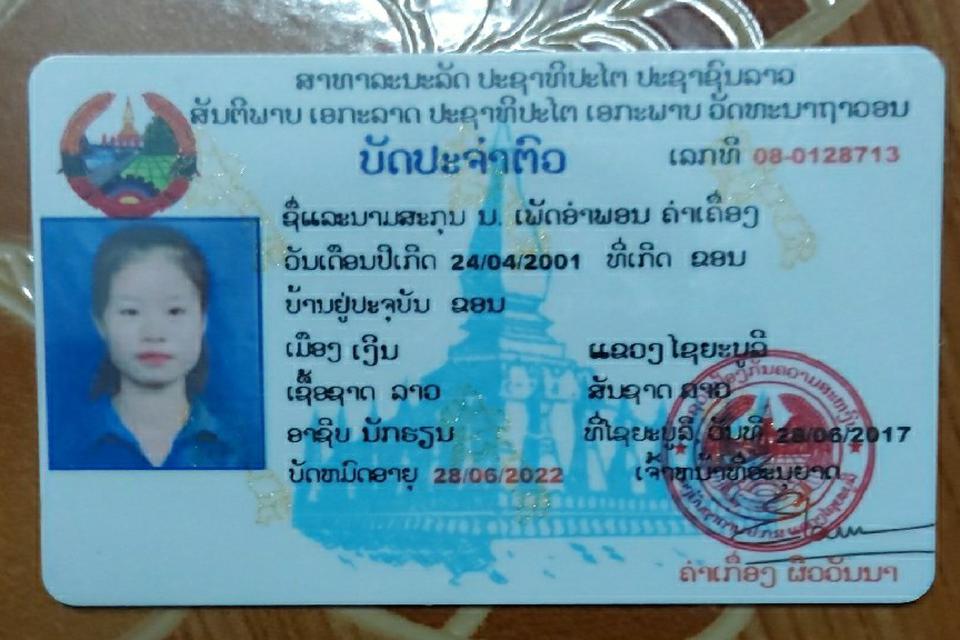 ສາທາລະນະລັດ ປະຊາທິປະໄຕ ປະຊາຊົນລາວ
ສັນຕິພາບ ເອກະລາດ ປະຊາທິປະໄຕ ເອກະພາບ ວັດທະນາຖາວອນ
ບັດປະຈຳຕົວ
ເລກທີ 08-0128713
ຊື່ແລະນາມສະກຸນ ນ. ເພັດອຳພອນ ຄຳເຄື່ອງ
ວັນເດືອນປີເກີດ 24/04/2001 ທີ່ເກີດ ຂອນ
ບ້ານຢູ່ປະຈຸບັນ ຂອນ
ເມືອງ ເງິນ ແຂວງ ໄຊຍະບູລີ
ເຊື້ອຊາດ ລາວ ສັນຊາດ ລາວ
ອາຊີບ ນັກຮຽນ ທີ່ໄຊຍະບູລີ, ວັນທີ 28/06/2017
ບັດຫມົດອາຍຸ 28/06/2022 ເຈົ້າຫນ້າທີ່ອະນຸຍາດ
ຄຳເກື່ອງ ຜິວວັນນາ